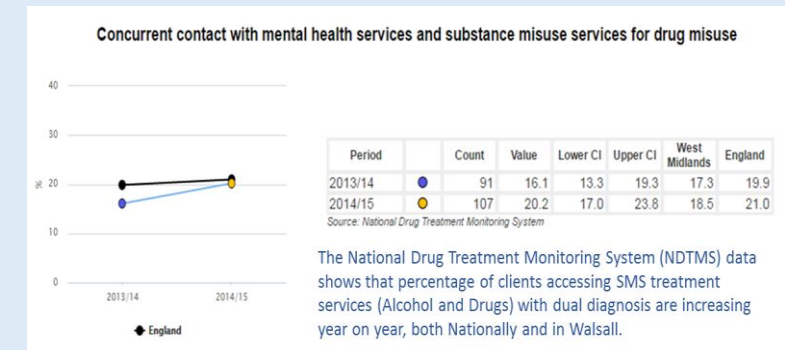 Concurrent contact with mental health services and substance misuse services for drug misuse
40
30
%
20
10
0
2013/14 2014/15
England
Period Count Value Lower CI Upper CI West Midlands England
2013/14 91 16.1 13.3 19.3 17.3 19.9
2014/15 107 20.2 17.0 23.8 18.5 21.0
Source: National Drug Treatment Monitoring System
The National Drug Treatment Monitoring System (NDTMS) data
shows that percentage of clients accessing SMS treatment
services (Alcohol and Drugs) with dual diagnosis are increasing
year on year, both Nationally and in Walsall.